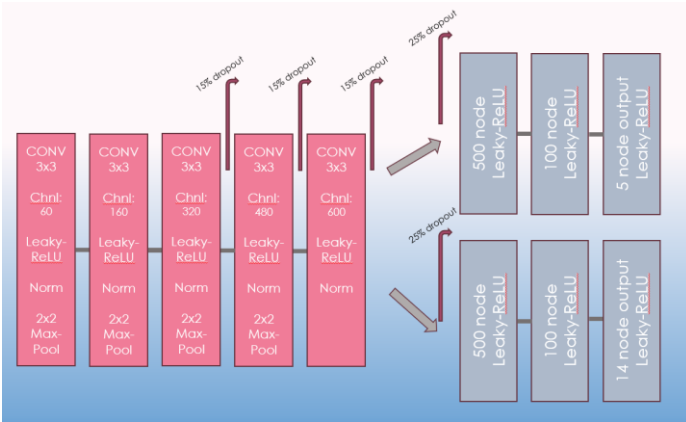 15% dropout
15% dropout
15% dropout
25% dropout
25% dropout
CONV
3x3
Chnl:
60
Leaky-
ReLU
Norm
2x2
Max-
Pool
CONV
3x3
Chnl:
160
Leaky-
ReLU
Norm
2x2
Max-
Pool
CONV
3x3
Chnl:
320
Leaky-
ReLU
Norm
2x2
Max-
Pool
CONV
3x3
Chnl:
480
Leaky-
ReLU
Norm
2x2
Max-
Pool
CONV
3x3
Chnl:
600
Leaky-
ReLU
Norm
500 node
Leaky-ReLU
100 node
Leaky-ReLU
5 node output
Leaky-ReLU
500 node
Leaky-ReLU
100 node
Leaky-ReLU
14 node output
Leaky-ReLU